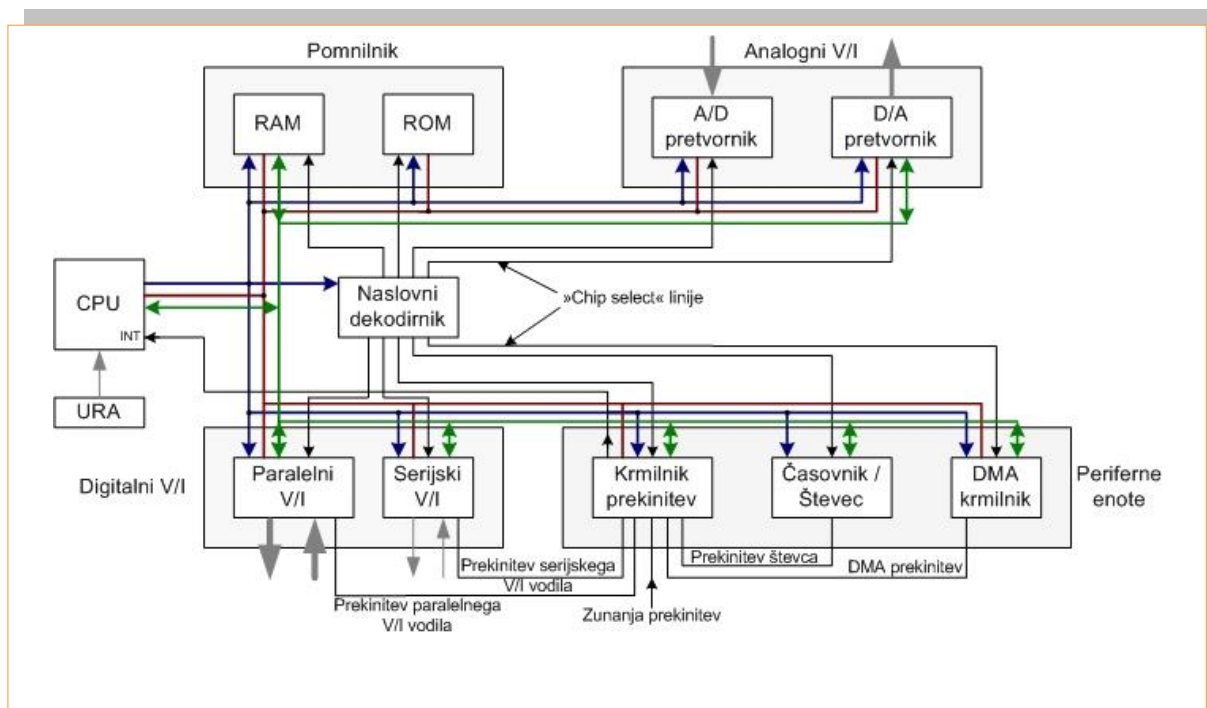 Pomnilnik
Analogni V/I
RAM
ROM
A/D
pretvornik
D/A
pretvornik
CPU
INT
Naslovni
dekodirnik
»Chip select« linije
URA
Digitalni V/I
Paralelni
V/I
Serijski
V/I
Krmilnik
prekinitev
Časovnik /
Števec
DMA
krmilnik
Periferne
enote
Prekinitev serijskega
V/I vodila
Prekinitev števca
DMA prekinitev
Prekinitev paralelnega
V/I vodila
Zunanja prekinitev